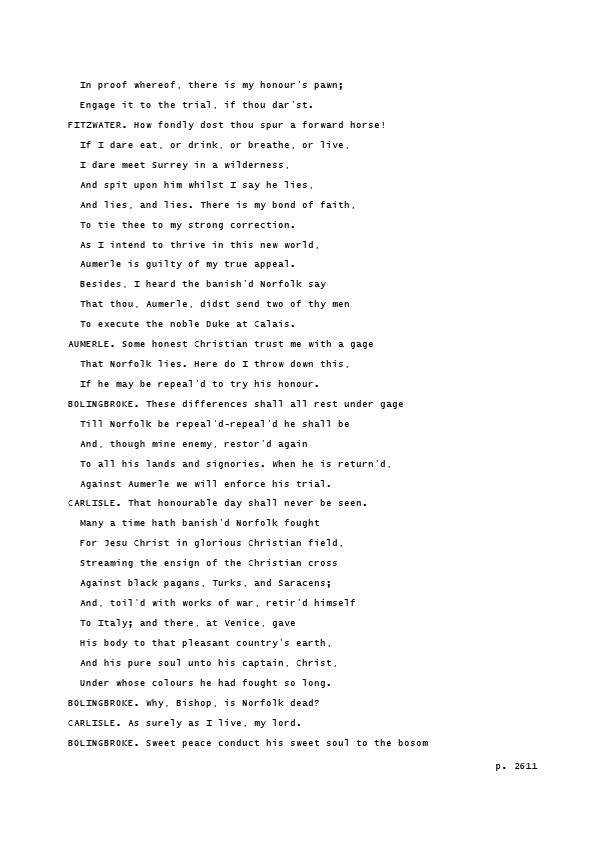 In proof whereof, there is my honour's pawn;
Engage it to the trial, if thou dar'st.
FITZWATER. How fondly dost thou spur a forward horse!
If I dare eat, or drink, or breathe, or live,
I dare meet Surrey in a wilderness,
And spit upon him whilst I say he lies,
And lies, and lies. There is my bond of faith,
To tie thee to my strong correction.
As I intend to thrive in this new world,
Aumerle is guilty of my true appeal.
Besides, I heard the banish'd Norfolk say
That thou, Aumerle, didst send two of thy men
To execute the noble Duke at Calais.
AUMERLE. Some honest Christian trust me with a gage
That Norfolk lies. Here do I throw down this,
If he may be repeal'd to try his honour.
BOLINGBROKE. These differences shall all rest under gage
Till Norfolk be repeal'd-repeal'd he shall be
And, though mine enemy, restor'd again
To all his lands and signories. When he is return'd,
Against Aumerle we will enforce his trial.
CARLISLE. That honourable day shall never be seen.
Many a time hath banish'd Norfolk fought
For Jesu Christ in glorious Christian field,
Streaming the ensign of the Christian cross
Against black pagans, Turks, and Saracens;
And, toil'd with works of war, retir'd himself
To Italy; and there, at Venice, gave
His body to that pleasant country's earth,
And his pure soul unto his captain, Christ,
Under whose colours he had fought so long.
BOLINGBROKE. Why, Bishop, is Norfolk dead?
CARLISLE. As surely as I live, my lord.
BOLINGBROKE. Sweet peace conduct his sweet soul to the bosom
p. 2611